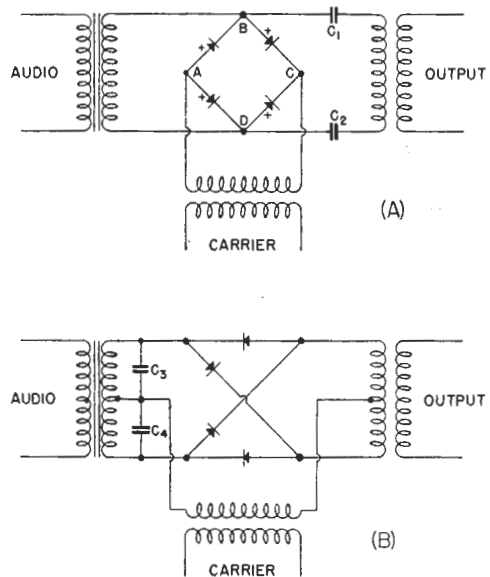 B
+ +
C1
AUDIO A C OUTPUT
+ +
D C2
(A)
CARRIER
C3
AUDIO OUTPUT
C4
(B)
CARRIER